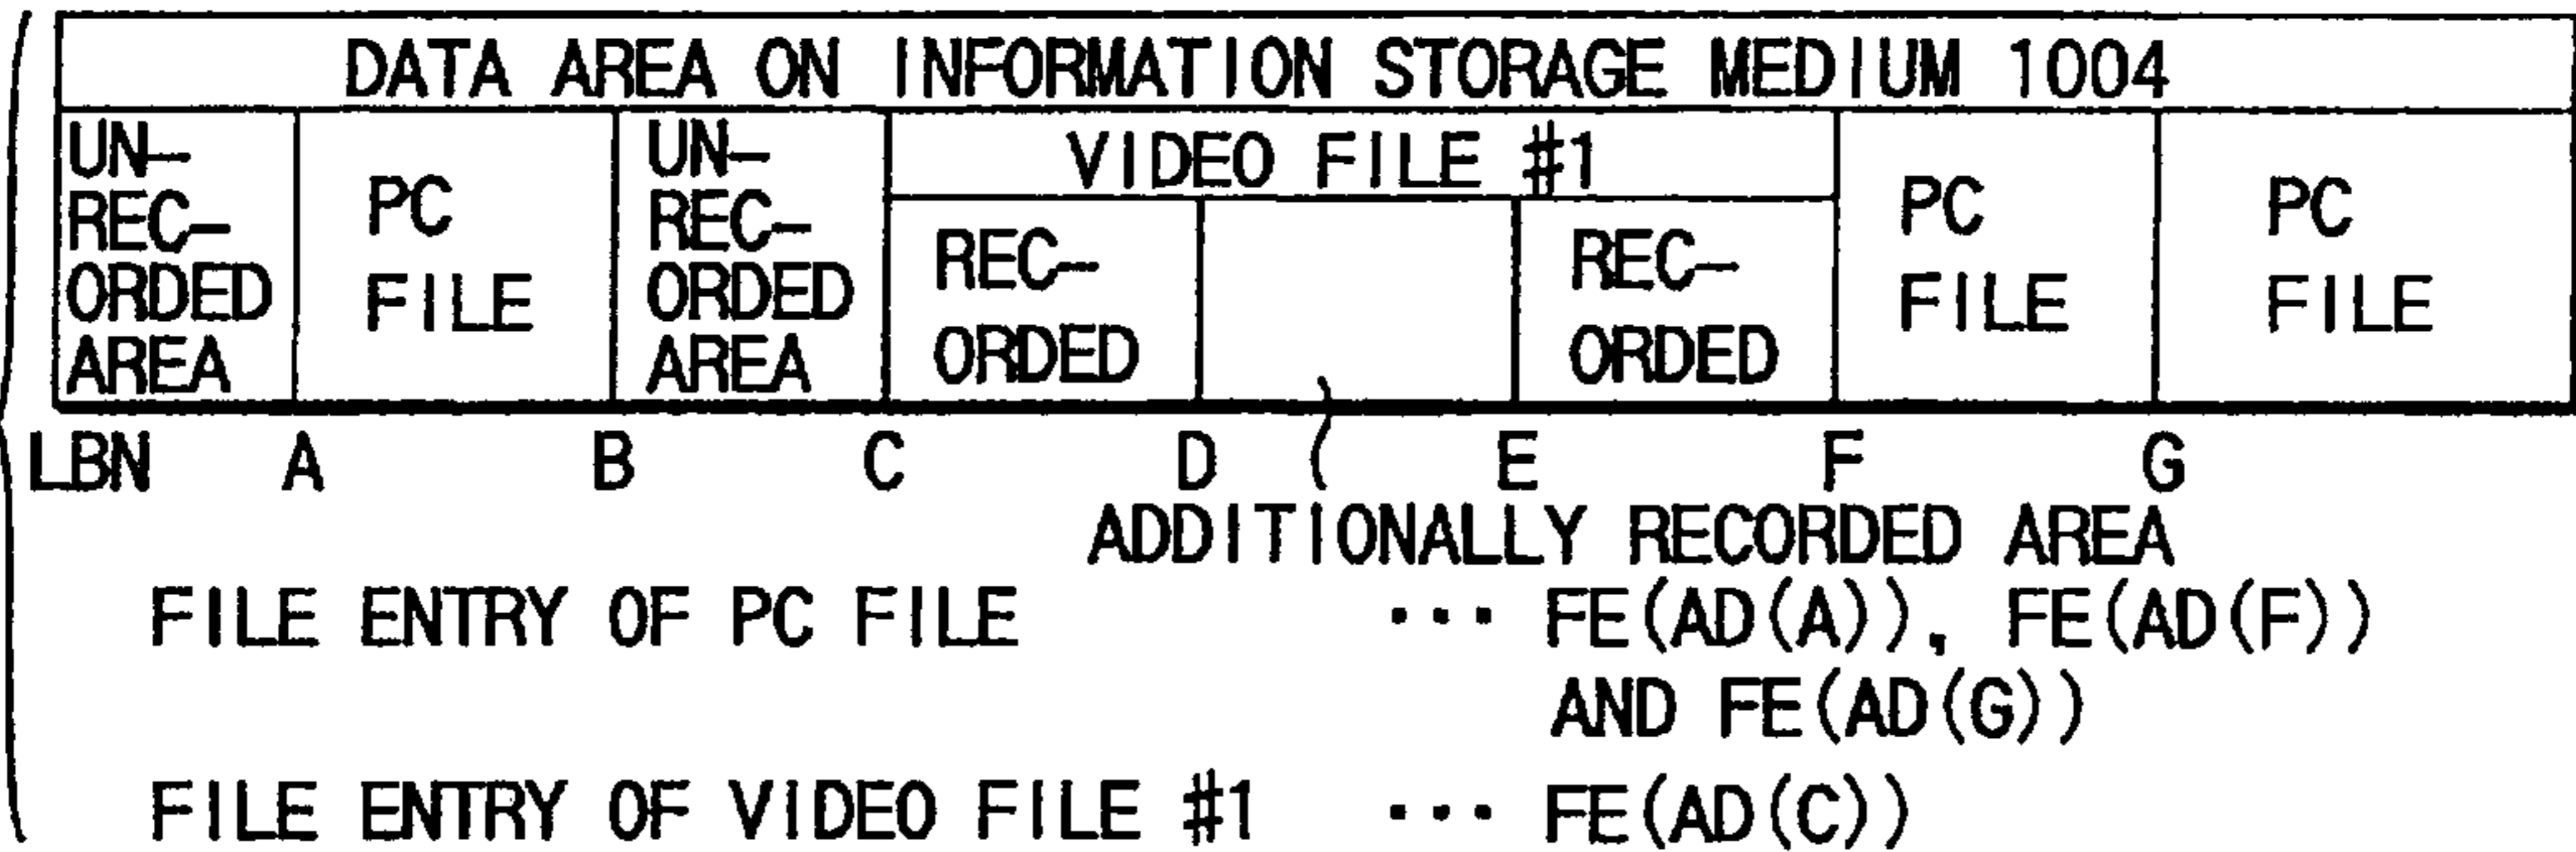 DATA AREA ON INFORMATION STORAGE MEDIUM 1004
UN-
REC-
ORDED
AREA
PC
FILE
UN-
REC-
ORDED
AREA
VIDEO FILE #1
REC-
ORDED
REC-
ORDED
PC
FILE
PC
FILE
LBN A B C D E F G
ADDITIONALLY RECORDED AREA
FILE ENTRY OF PC FILE ··· FE(AD(A)), FE(AD(F))
AND FE(AD(G))
FILE ENTRY OF VIDEO FILE #1 ··· FE(AD(C))